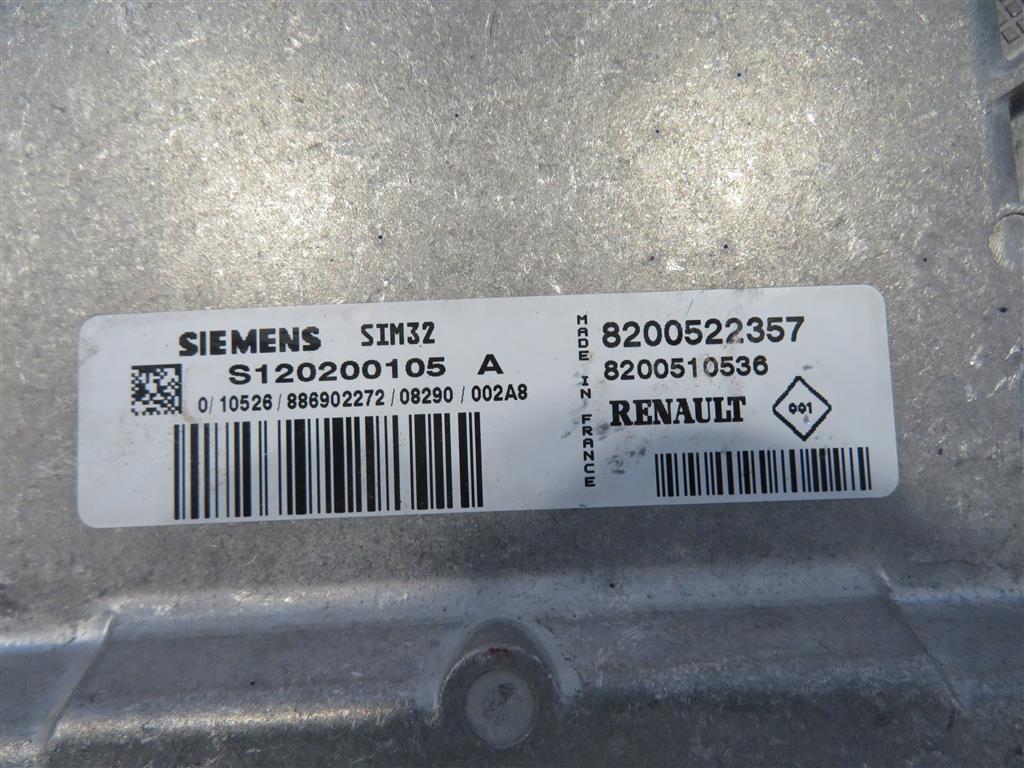 SIEMENS SIM32
S120200105 A
0/10526/886902272/08290/002A8
MADE IN FRANCE
8200522357
8200510536
RENAULT 001